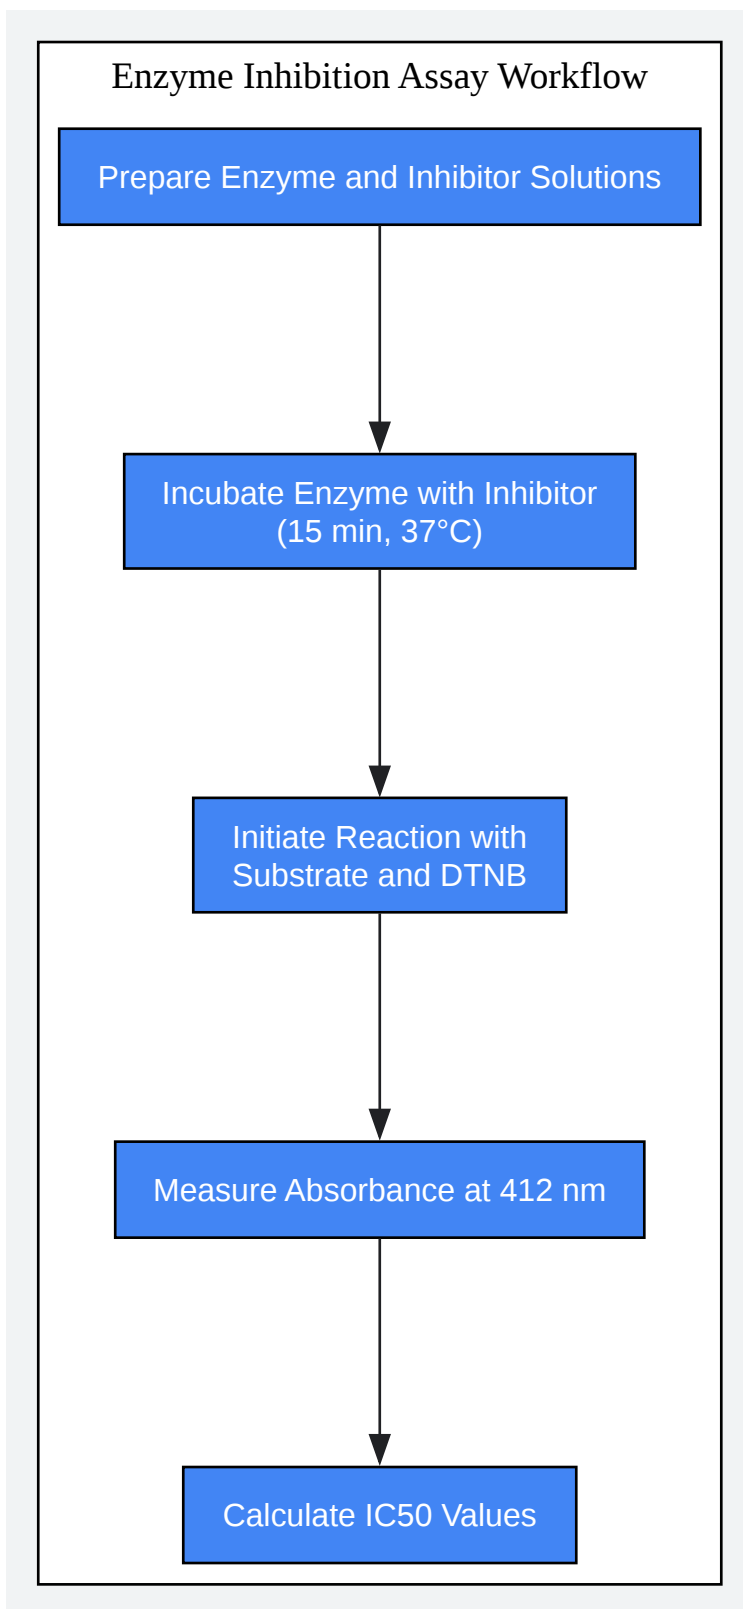 Enzyme Inhibition Assay Workflow
Prepare Enzyme and Inhibitor Solutions
Incubate Enzyme with Inhibitor
(15 min, 37°C)
Initiate Reaction with
Substrate and DTNB
Measure Absorbance at 412 nm
Calculate IC50 Values